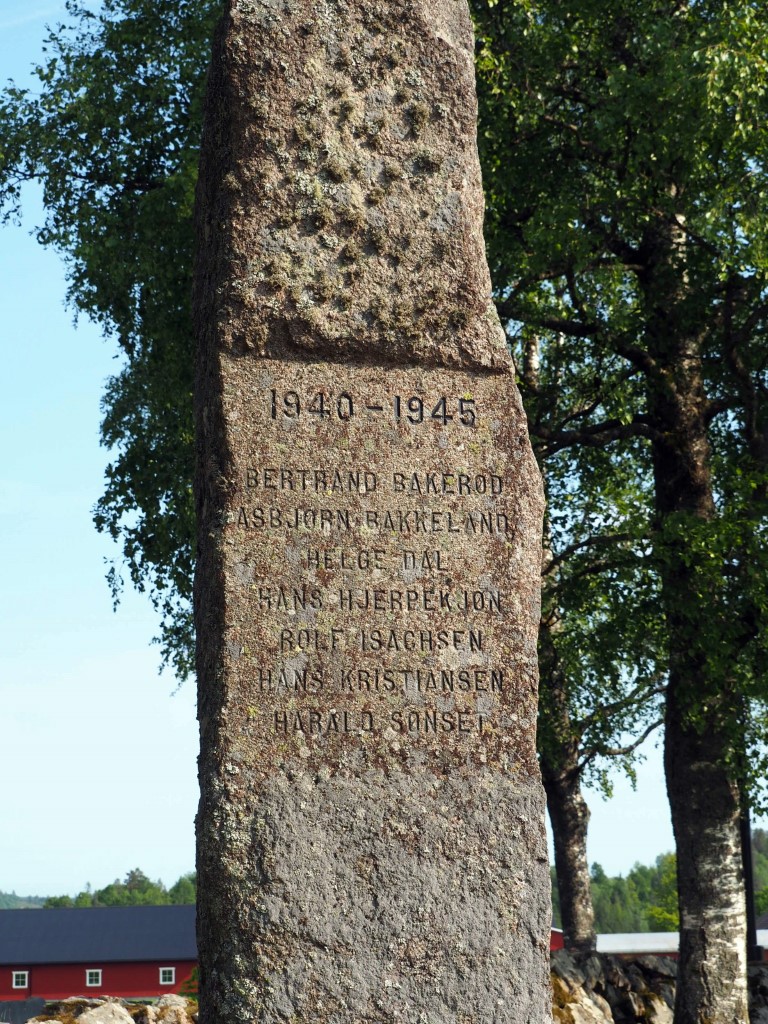 1940-1945
BERTRAND BAKERØD
ASBJØRN BAKKELAND
HELGE DAL
HANS HJERPEKJØN
ROLF ISACHSEN
HANS KRISTIANSEN
HARALD SØNSET